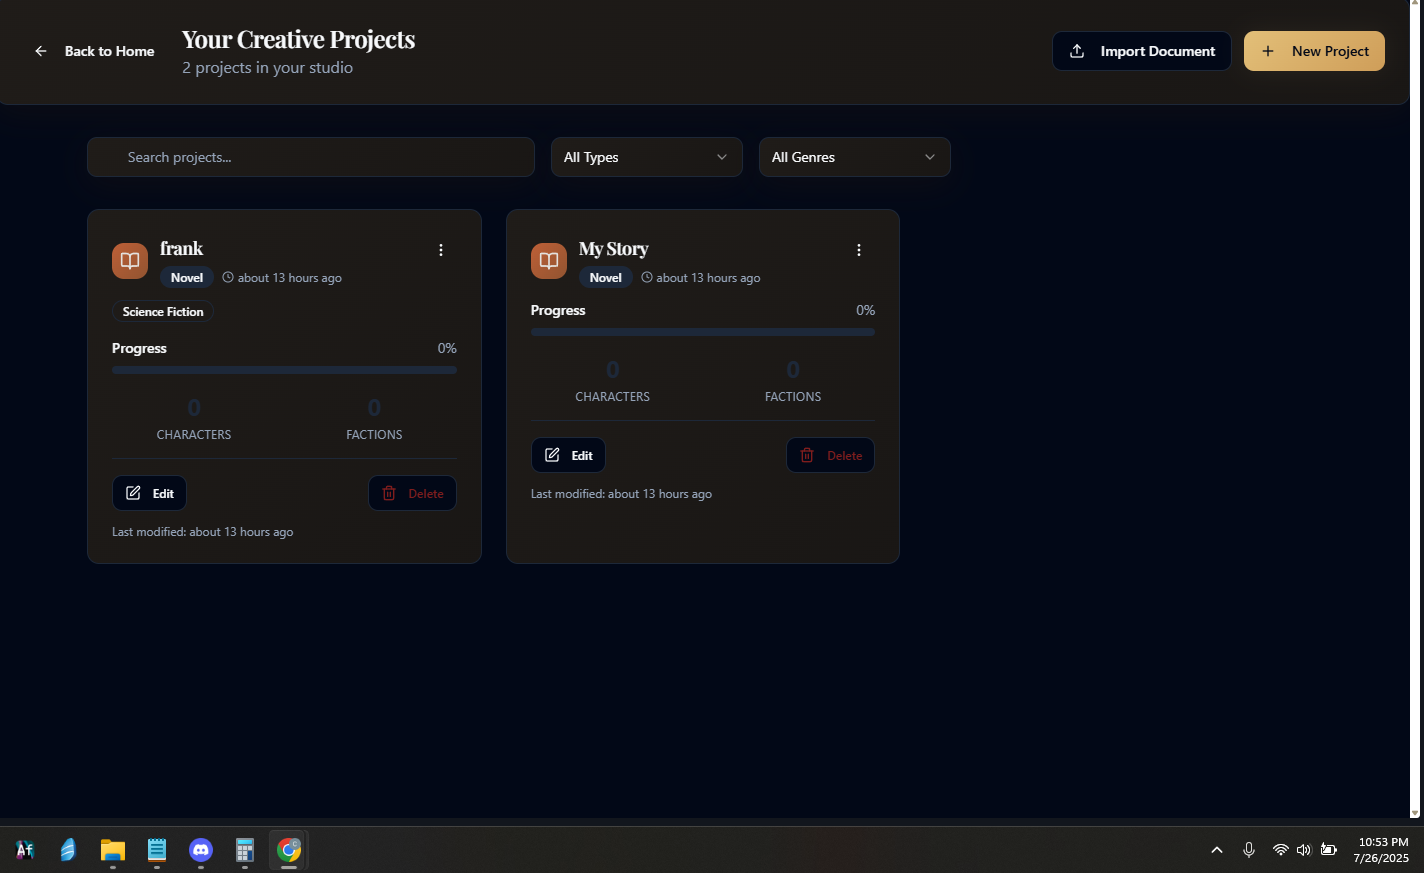 Back to Home
Your Creative Projects
2 projects in your studio
Import Document
New Project
Search projects...
All Types
All Genres
frank
Novel
about 13 hours ago
Science Fiction
Progress
0%
0
CHARACTERS
0
FACTIONS
Edit
Delete
Last modified: about 13 hours ago
My Story
Novel
about 13 hours ago
Progress
0%
0
CHARACTERS
0
FACTIONS
Edit
Delete
Last modified: about 13 hours ago
Af
10:53 PM
7/26/2025